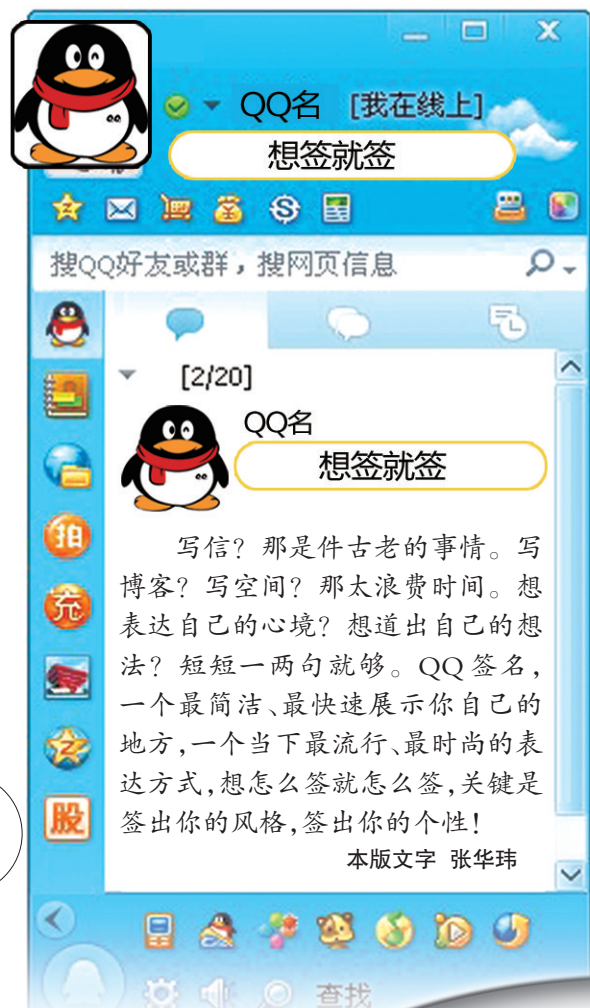 QQ名 [我在线上]
想签就签
搜QQ好友或群，搜网页信息
[2/20]
QQ名
想签就签
拍
充
股
写信？那是件古老的事情。写
博客？写空间？那太浪费时间。想
表达自己的心境？想道出自己的想
法？短短一两句就够。QQ签名，
一个最简洁、最快速展示你自己的
地方，一个当下最流行、最时尚的表
达方式，想怎么签就怎么签，关键是
签出你的风格，签出你的个性！
本版文字 张华玮
查找